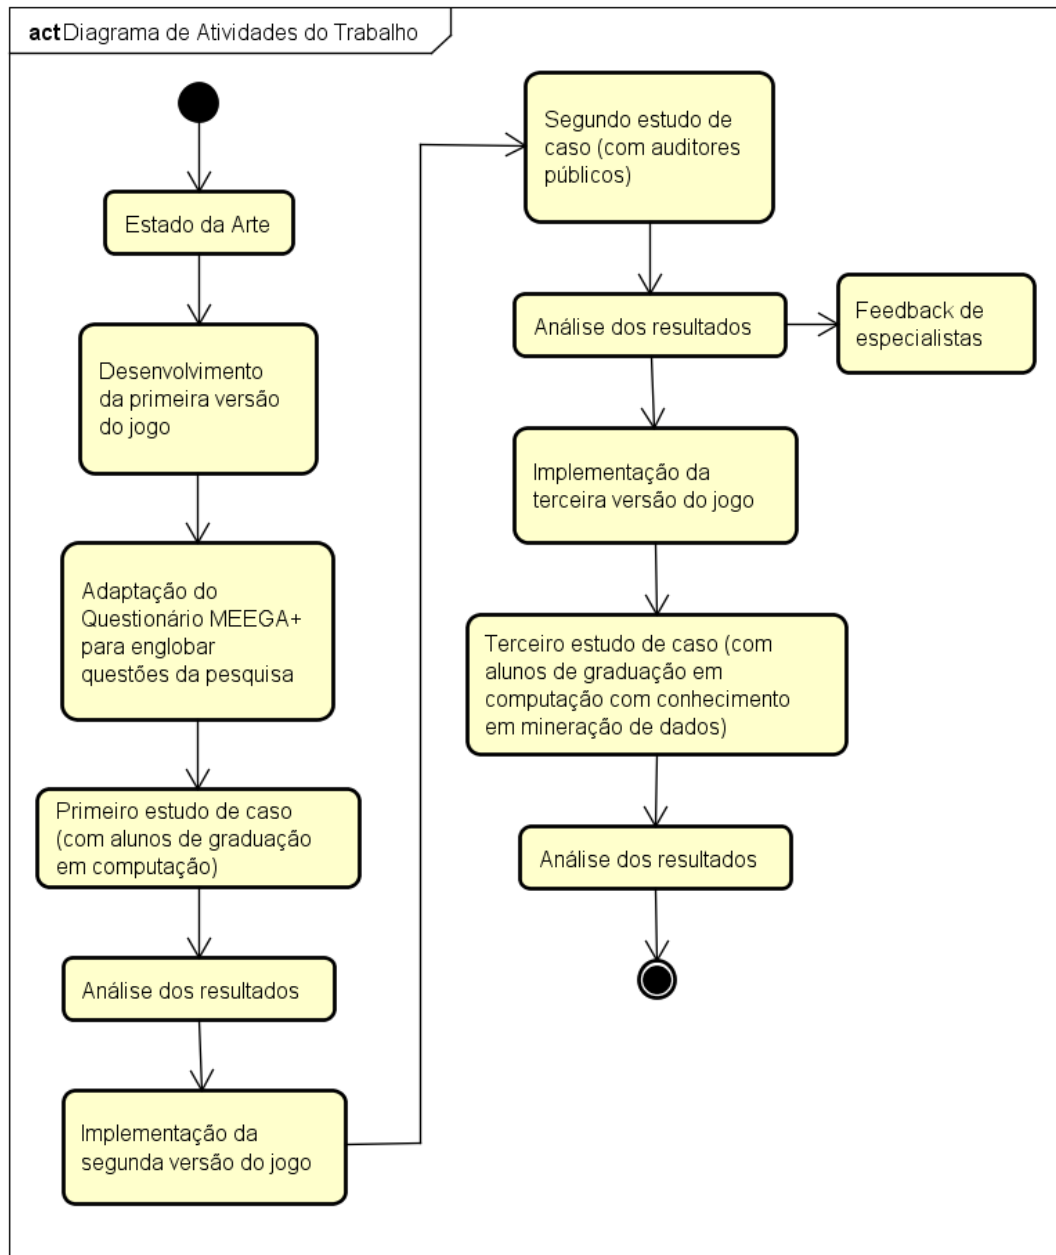 act Diagrama de Atividades do Trabalho
Estado da Arte
Desenvolvimento
da primeira versão
do jogo
Adaptação do
Questionário MEEGA+
para englobar
questões da pesquisa
Primeiro estudo de caso
(com alunos de graduação
em computação)
Análise dos resultados
Implementação da
segunda versão do jogo
Segundo estudo de
caso (com auditores
públicos)
Análise dos resultados
Feedback de
especialistas
Implementação da
terceira versão do jogo
Terceiro estudo de caso (com
alunos de graduação em
computação com conhecimento
em mineração de dados)
Análise dos resultados